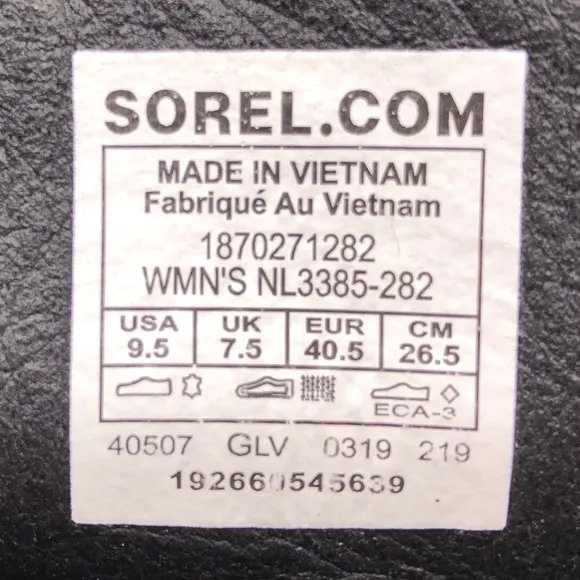 SOREL.COM
MADE IN VIETNAM
Fabriqué Au Vietnam
1870271282
WMN'S NL3385-282
USA UK EUR CM
9.5 7.5 40.5 26.5
ECA-3
40507 GLV 0319 219
192660545639